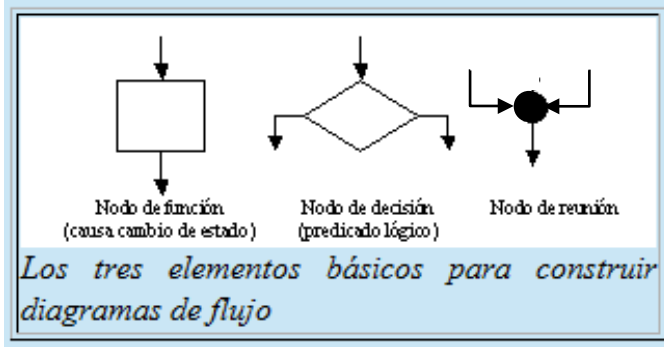 Nodo de función
(causa cambio de estado)
Nodo de decisión
(predicado lógico)
Nodo de reunión
Los tres elementos básicos para construir
diagramas de flujo